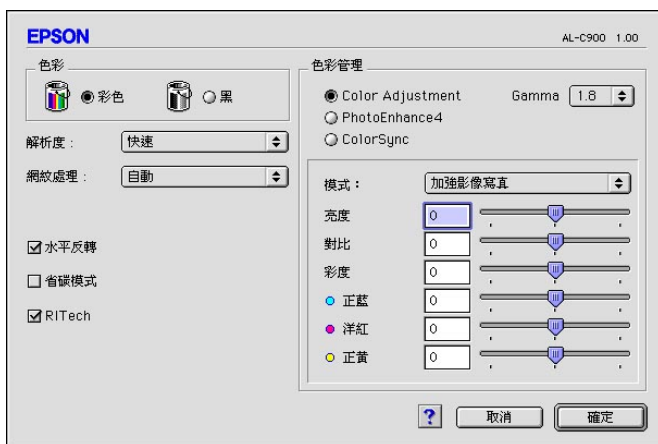 EPSON
AL-C900 1.00
色彩
彩色
黑
解析度：
快速
網紋處理：
自動
水平反轉
省碳模式
RITech
色彩管理
Color Adjustment
PhotoEnhance4
ColorSync
Gamma
1.8
模式：
加強影像寫真
亮度
0
對比
0
彩度
0
正藍
0
洋紅
0
正黃
0
?
取消
確定